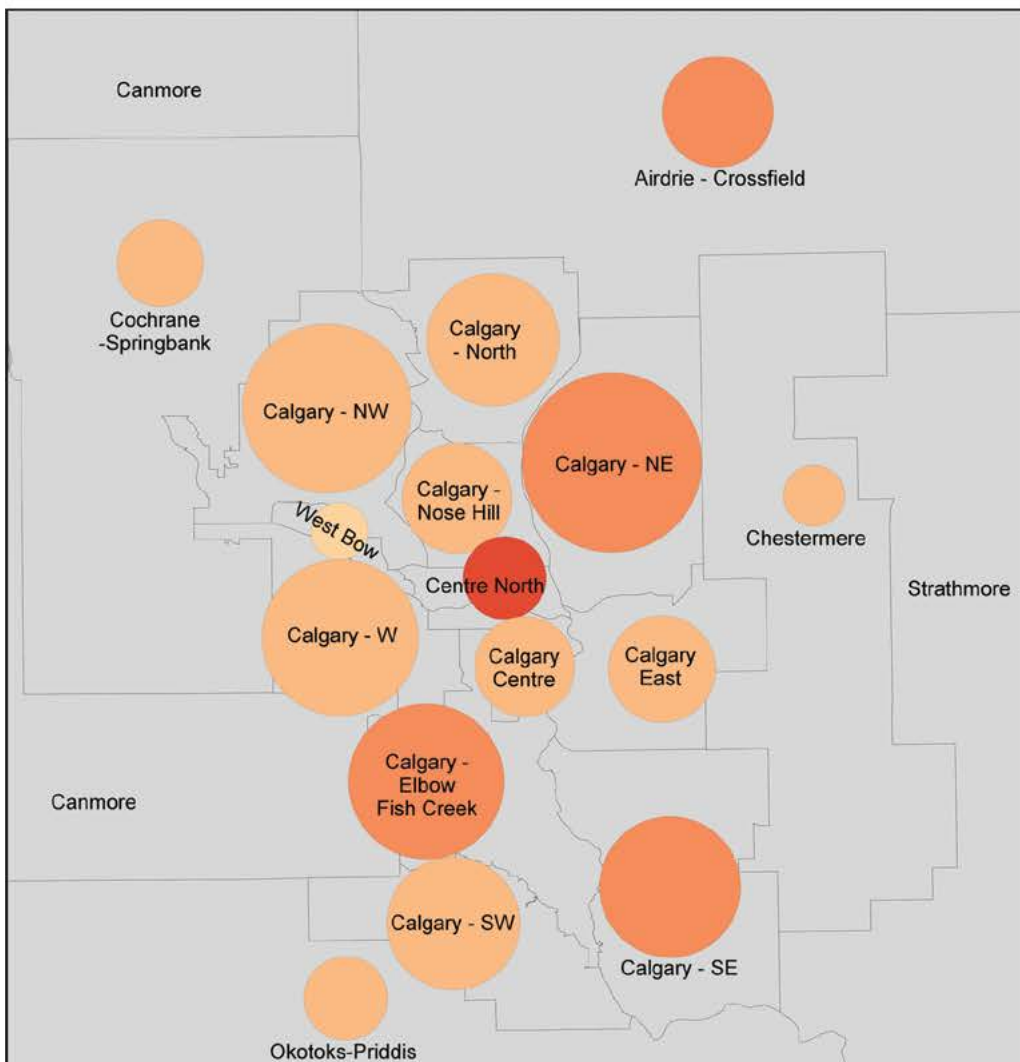 Canmore
Airdrie - Crossfield
Cochrane
-Springbank
Calgary
- North
Calgary - NW
Calgary - NE
Calgary -
Nose Hill
West Bow
Chestermere
Centre North
Strathmore
Calgary - W
Calgary
Centre
Calgary
East
Calgary -
Elbow
Fish Creek
Canmore
Calgary - SW
Calgary - SE
Okotoks-Priddis